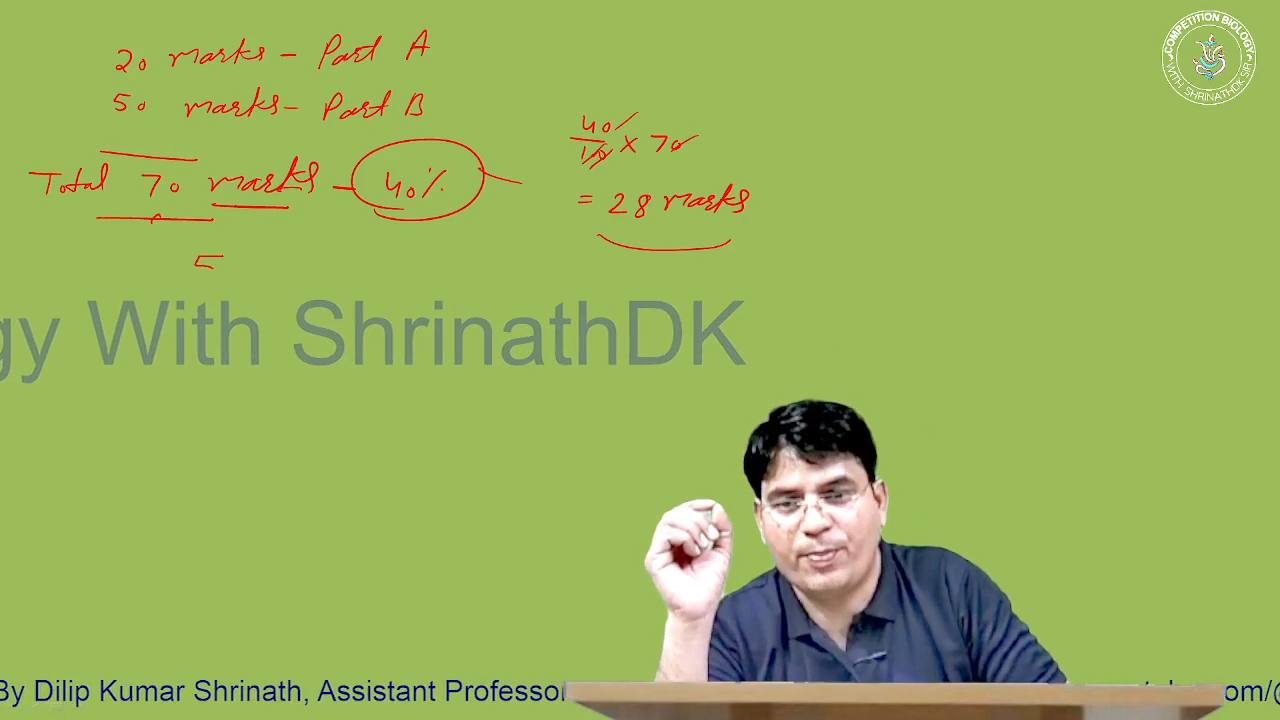 20 marks - Part A
50 marks - Part B
Total 70 marks - 40%
40/100 x 70
= 28 marks
5
gy With ShrinathDK
By Dilip Kumar Shrinath, Assistant Professor
om/@
COMPETITION BIOLOGY
WITH SHRINATHDK SIR